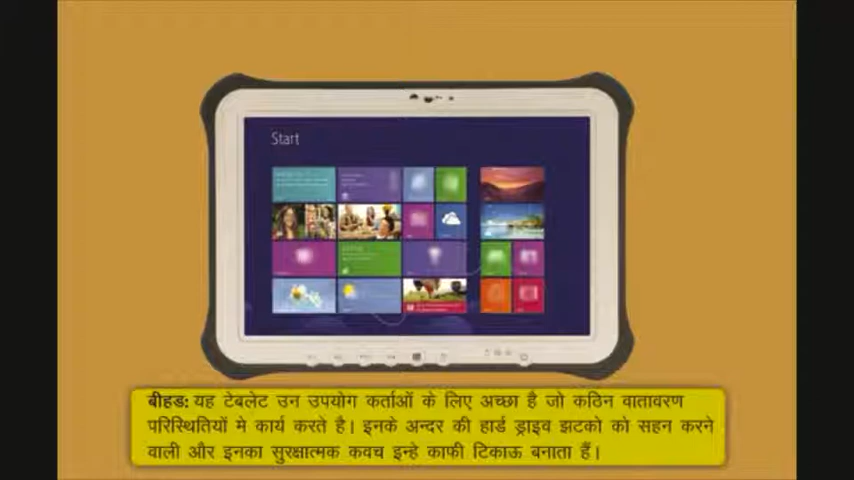 Start
बीहड: यह टेबलेट उन उपयोग कर्ताओं के लिए अच्छा है जो कठिन वातावरण
परिस्थितियों मे कार्य करते है। इनके अन्दर की हार्ड ड्राइव झटको को सहन करने
वाली और इनका सुरक्षात्मक कवच इन्हे काफी टिकाऊ बनाता हैं।